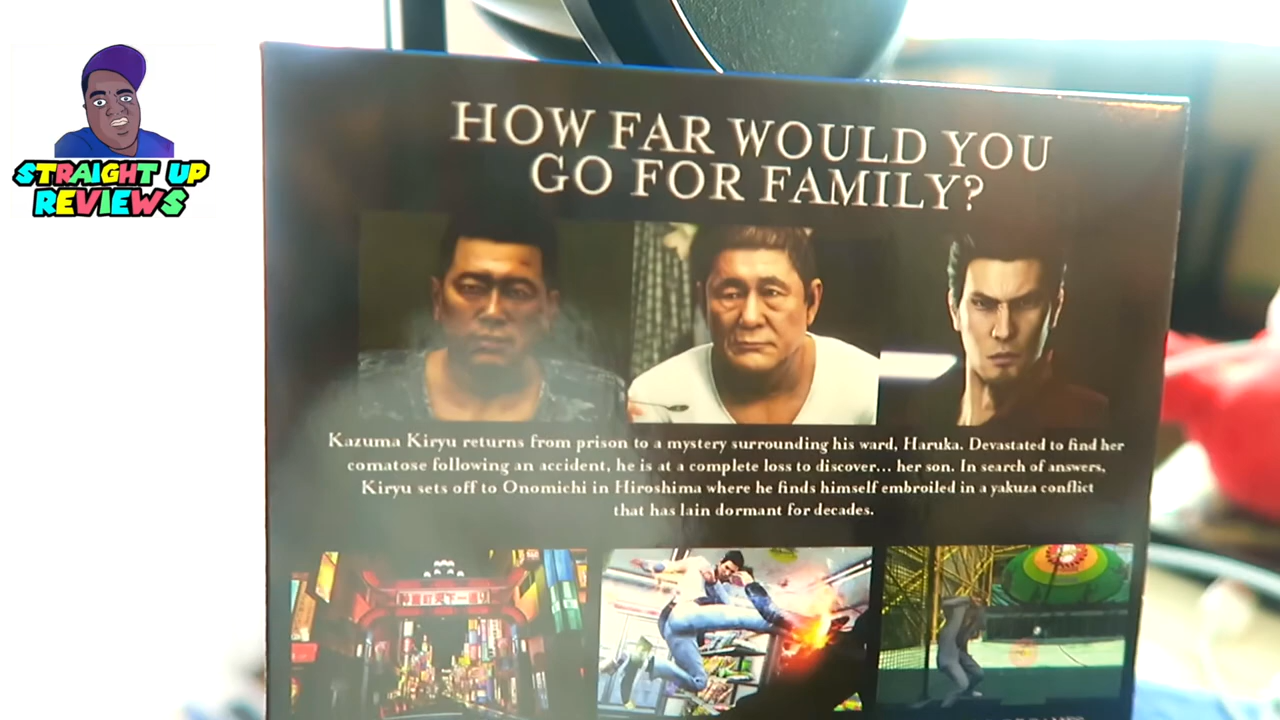 STRAIGHT UP
REVIEWS
HOW FAR WOULD YOU
GO FOR FAMILY?
Kazuma Kiryu returns from prison to a mystery surrounding his ward, Haruka. Devastated to find her
comatose following an accident, he is at a complete loss to discover... her son. In search of answers,
Kiryu sets off to Onomichi in Hiroshima where he finds himself embroiled in a yakuza conflict
that has lain dormant for decades.